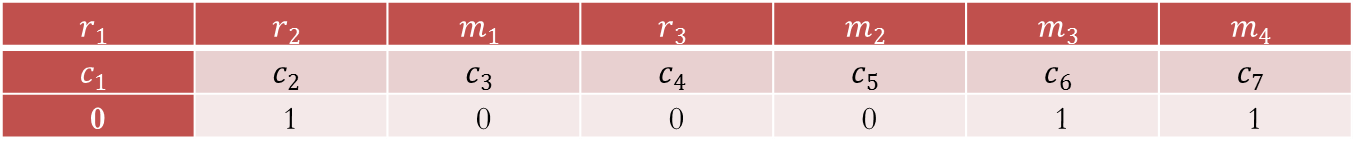 r₁ r₂ m₁ r₃ m₂ m₃ m₄
c₁ c₂ c₃ c₄ c₅ c₆ c₇
0 1 0 0 0 1 1